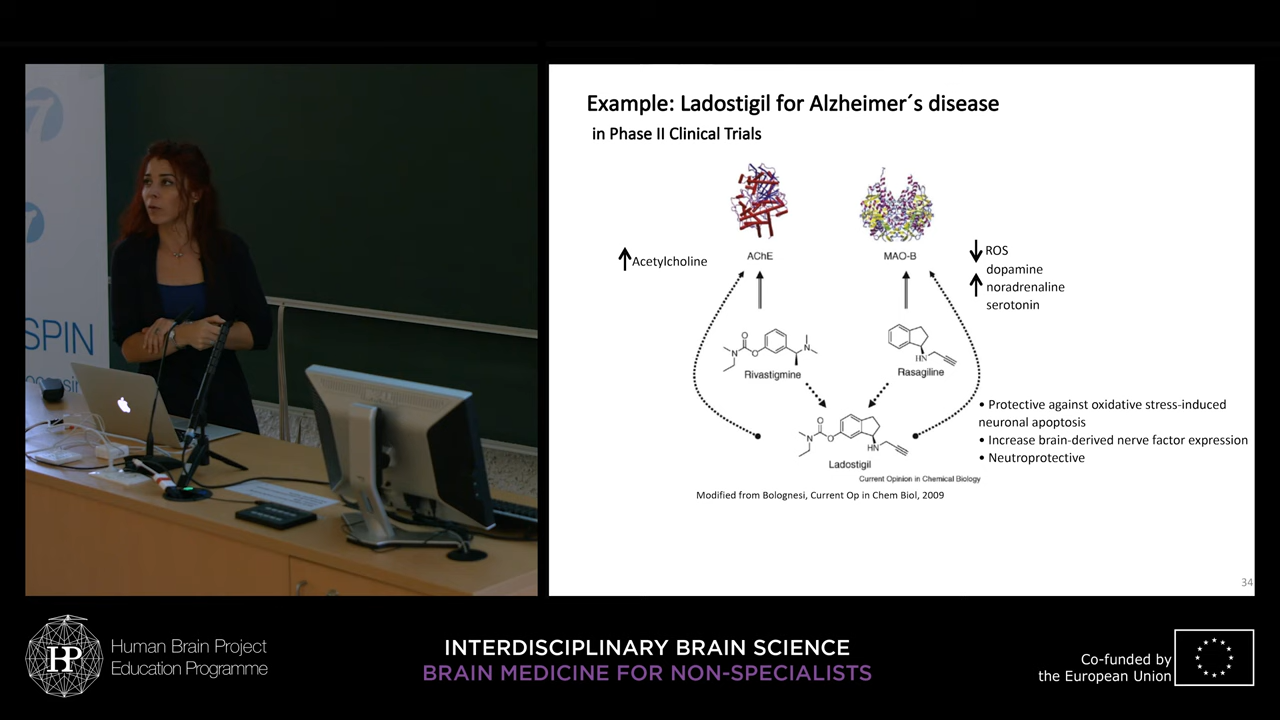 SPIN
Example: Ladostigil for Alzheimer´s disease
in Phase II Clinical Trials
Acetylcholine
AChE
MAO-B
ROS
dopamine
noradrenaline
serotonin
O
N
O
N
Rivastigmine
HN
Rasagiline
O
N
O
HN
Ladostigil
• Protective against oxidative stress-induced
neuronal apoptosis
• Increase brain-derived nerve factor expression
• Neutroprotective
Current Opinion in Chemical Biology
Modified from Bolognesi, Current Op in Chem Biol, 2009
34
HBP
Human Brain Project
Education Programme
INTERDISCIPLINARY BRAIN SCIENCE
BRAIN MEDICINE FOR NON-SPECIALISTS
Co-funded by
the European Union